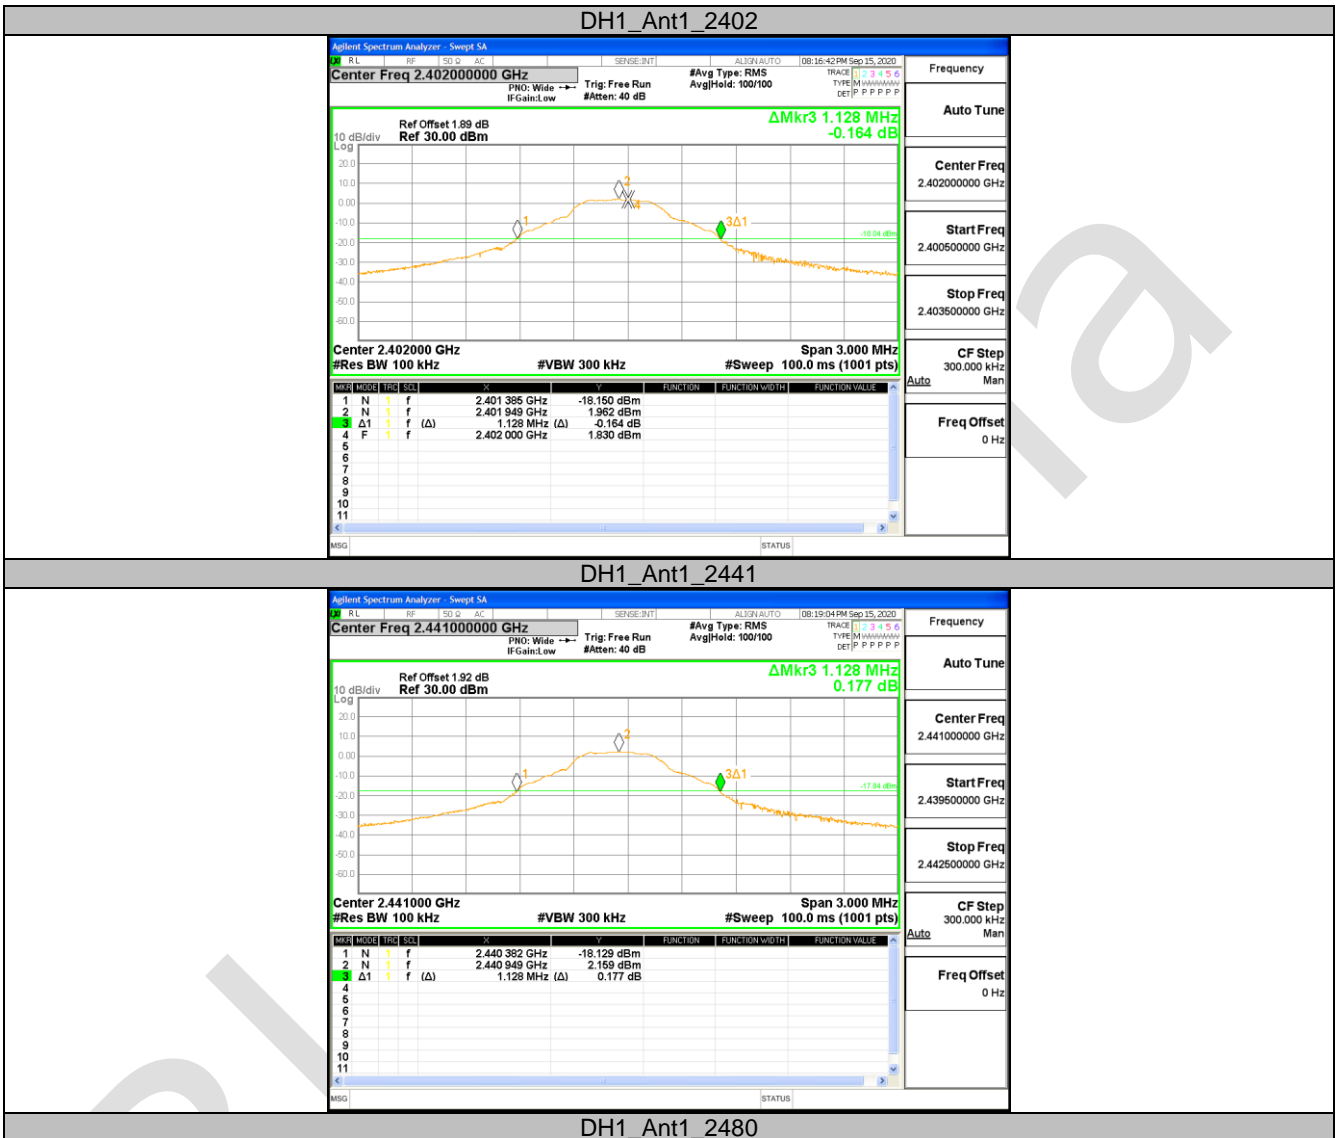 DH1_Ant1_2402
Agilent Spectrum Analyzer - Swept SA
RL RF 50 Ω AC SENSE:INT ALIGN AUTO 08:16:42 PM Sep 15, 2020
Center Freq 2.402000000 GHz
PNO: Wide
IFGain:Low
Trig: Free Run
#Atten: 40 dB
#Avg Type: RMS
Avg|Hold: 100/100
TRACE 1 2 3 4 5 6
TYPE M
DET P P P P P P
Frequency
Auto Tune
Center Freq
2.402000000 GHz
Start Freq
2.400500000 GHz
Stop Freq
2.403500000 GHz
CF Step
300.000 kHz
Auto Man
Freq Offset
0 Hz
Ref Offset 1.89 dB
10 dB/div Ref 30.00 dBm
Log
ΔMkr3 1.128 MHz
-0.164 dB
20.0
10.0
0.00
-10.0
-20.0
-30.0
-40.0
-50.0
-60.0
1
2
4
3Δ1
-18.04 dBm
Center 2.402000 GHz Span 3.000 MHz
#Res BW 100 kHz #VBW 300 kHz #Sweep 100.0 ms (1001 pts)
MKR MODE TRC SCL X Y FUNCTION FUNCTION WIDTH FUNCTION VALUE
1 N 1 f 2.401 385 GHz -18.150 dBm
2 N 1 f 2.401 949 GHz 1.962 dBm
3 Δ1 1 f (Δ) 1.128 MHz (Δ) -0.164 dB
4 F 1 f 2.402 000 GHz 1.830 dBm
5
6
7
8
9
10
11
MSG STATUS
DH1_Ant1_2441
Agilent Spectrum Analyzer - Swept SA
RL RF 50 Ω AC SENSE:INT ALIGN AUTO 08:19:04 PM Sep 15, 2020
Center Freq 2.441000000 GHz
PNO: Wide
IFGain:Low
Trig: Free Run
#Atten: 40 dB
#Avg Type: RMS
Avg|Hold: 100/100
TRACE 1 2 3 4 5 6
TYPE M
DET P P P P P P
Frequency
Auto Tune
Center Freq
2.441000000 GHz
Start Freq
2.439500000 GHz
Stop Freq
2.442500000 GHz
CF Step
300.000 kHz
Auto Man
Freq Offset
0 Hz
Ref Offset 1.92 dB
10 dB/div Ref 30.00 dBm
Log
ΔMkr3 1.128 MHz
0.177 dB
20.0
10.0
0.00
-10.0
-20.0
-30.0
-40.0
-50.0
-60.0
1
2
3Δ1
-17.84 dBm
Center 2.441000 GHz Span 3.000 MHz
#Res BW 100 kHz #VBW 300 kHz #Sweep 100.0 ms (1001 pts)
MKR MODE TRC SCL X Y FUNCTION FUNCTION WIDTH FUNCTION VALUE
1 N 1 f 2.440 382 GHz -18.129 dBm
2 N 1 f 2.440 949 GHz 2.159 dBm
3 Δ1 1 f (Δ) 1.128 MHz (Δ) 0.177 dB
4
5
6
7
8
9
10
11
MSG STATUS
DH1_Ant1_2480